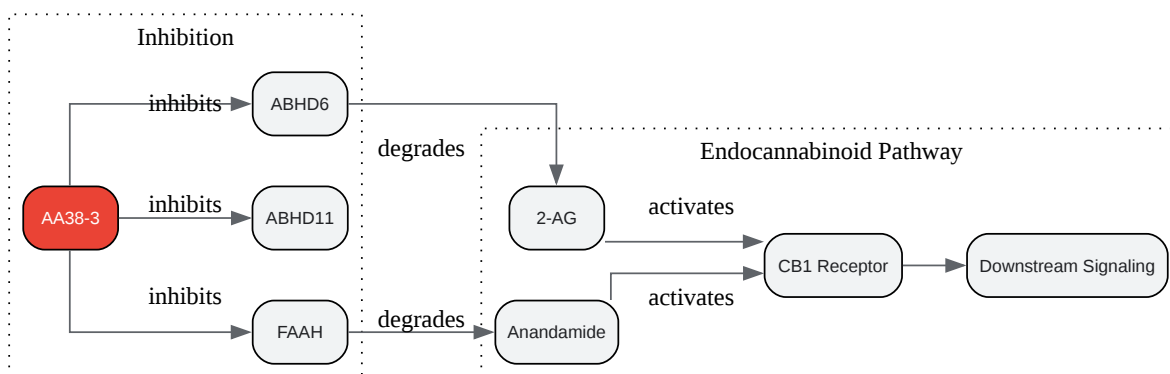 Inhibition
inhibits
ABHD6
degrades
Endocannabinoid Pathway
AA38-3
inhibits
ABHD11
2-AG
activates
CB1 Receptor
Downstream Signaling
inhibits
FAAH
degrades
Anandamide
activates